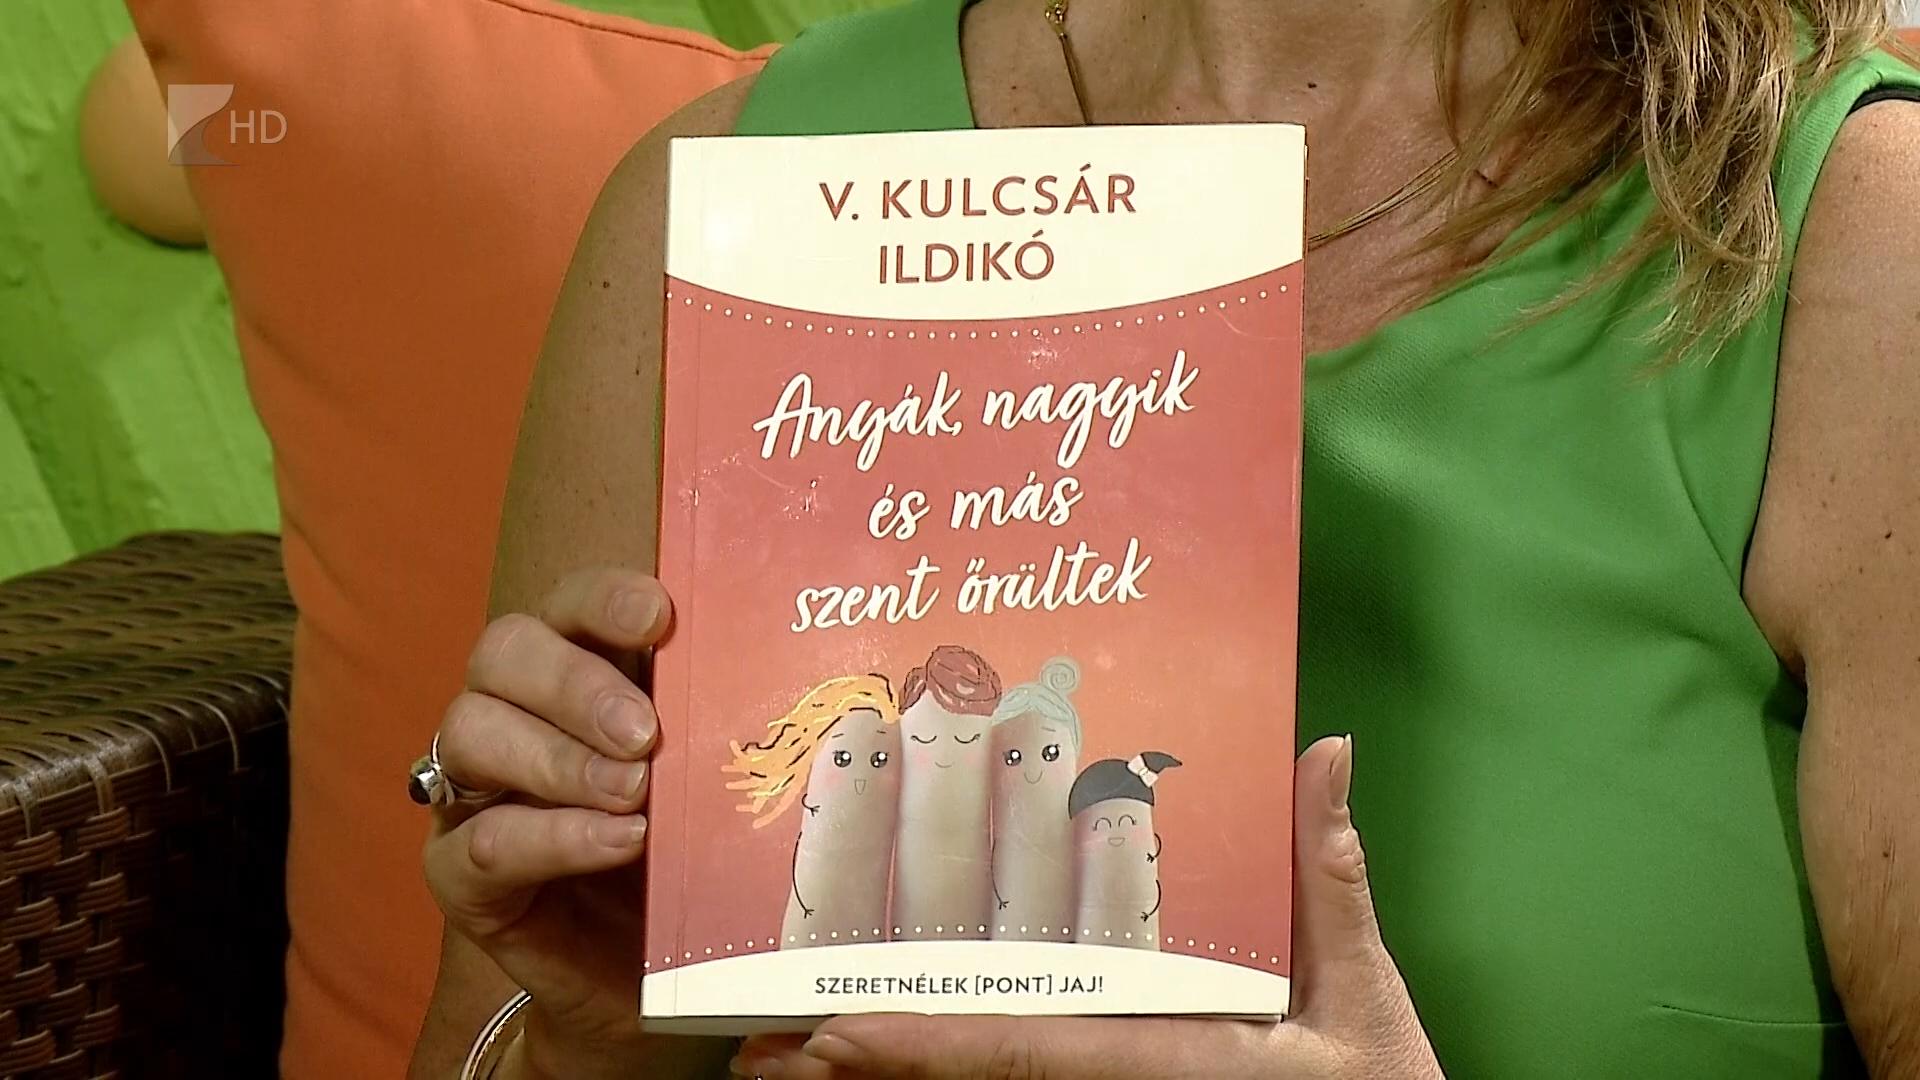 HD
V. KULCSÁR
ILDIKÓ
Anyák, nagyik
és más
szent őrültek
SZERETNÉLEK [PONT] JAJ!